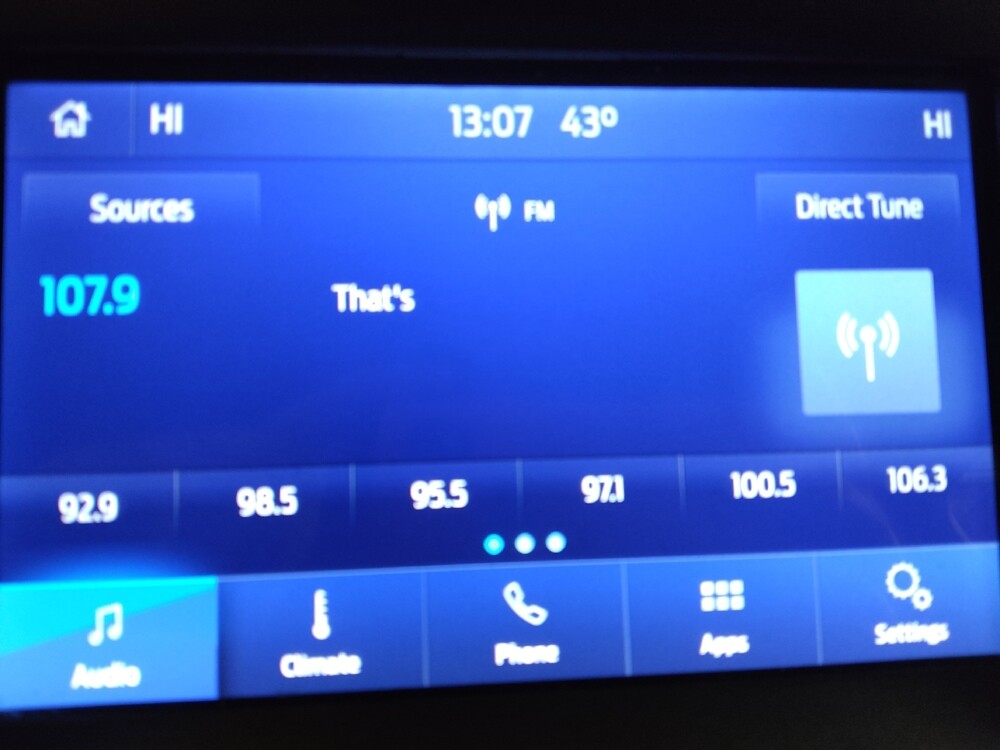 HI 13:07 43° HI
Sources FM Direct Tune
107.9 That's
92.9 98.5 95.5 97.1 100.5 106.3
Audio Climate Phone Apps Settings